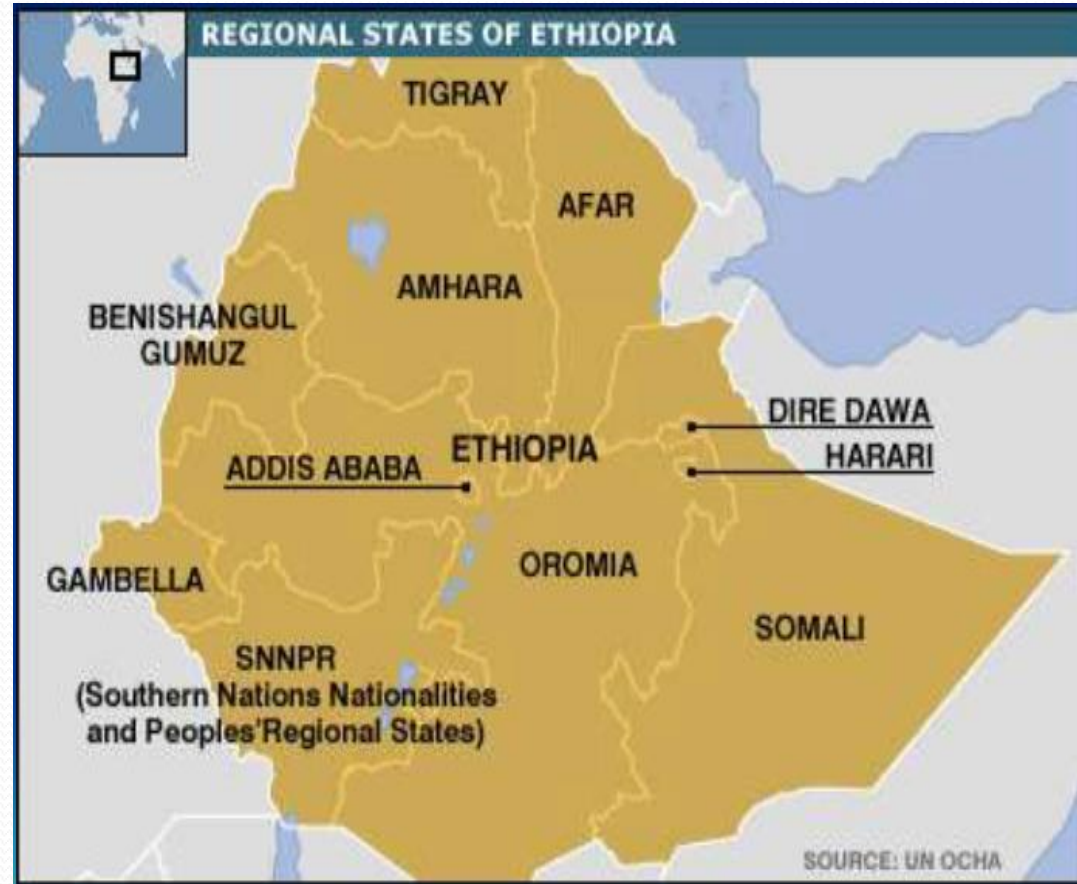 REGIONAL STATES OF ETHIOPIA
TIGRAY
AFAR
AMHARA
BENISHANGUL
GUMUZ
DIRE DAWA
ETHIOPIA
HARARI
ADDIS ABABA
OROMIA
GAMBELLA
SOMALI
SNNPR
(Southern Nations Nationalities
and Peoples'Regional States)
SOURCE: UN OCHA